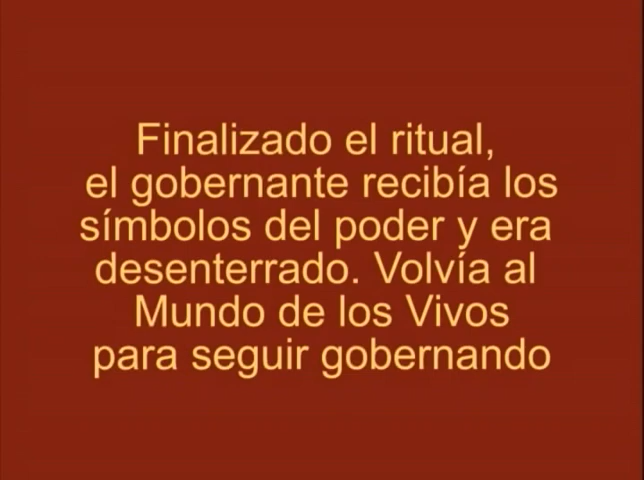 Finalizado el ritual,
el gobernante recibía los
símbolos del poder y era
desenterrado. Volvía al
Mundo de los Vivos
para seguir gobernando